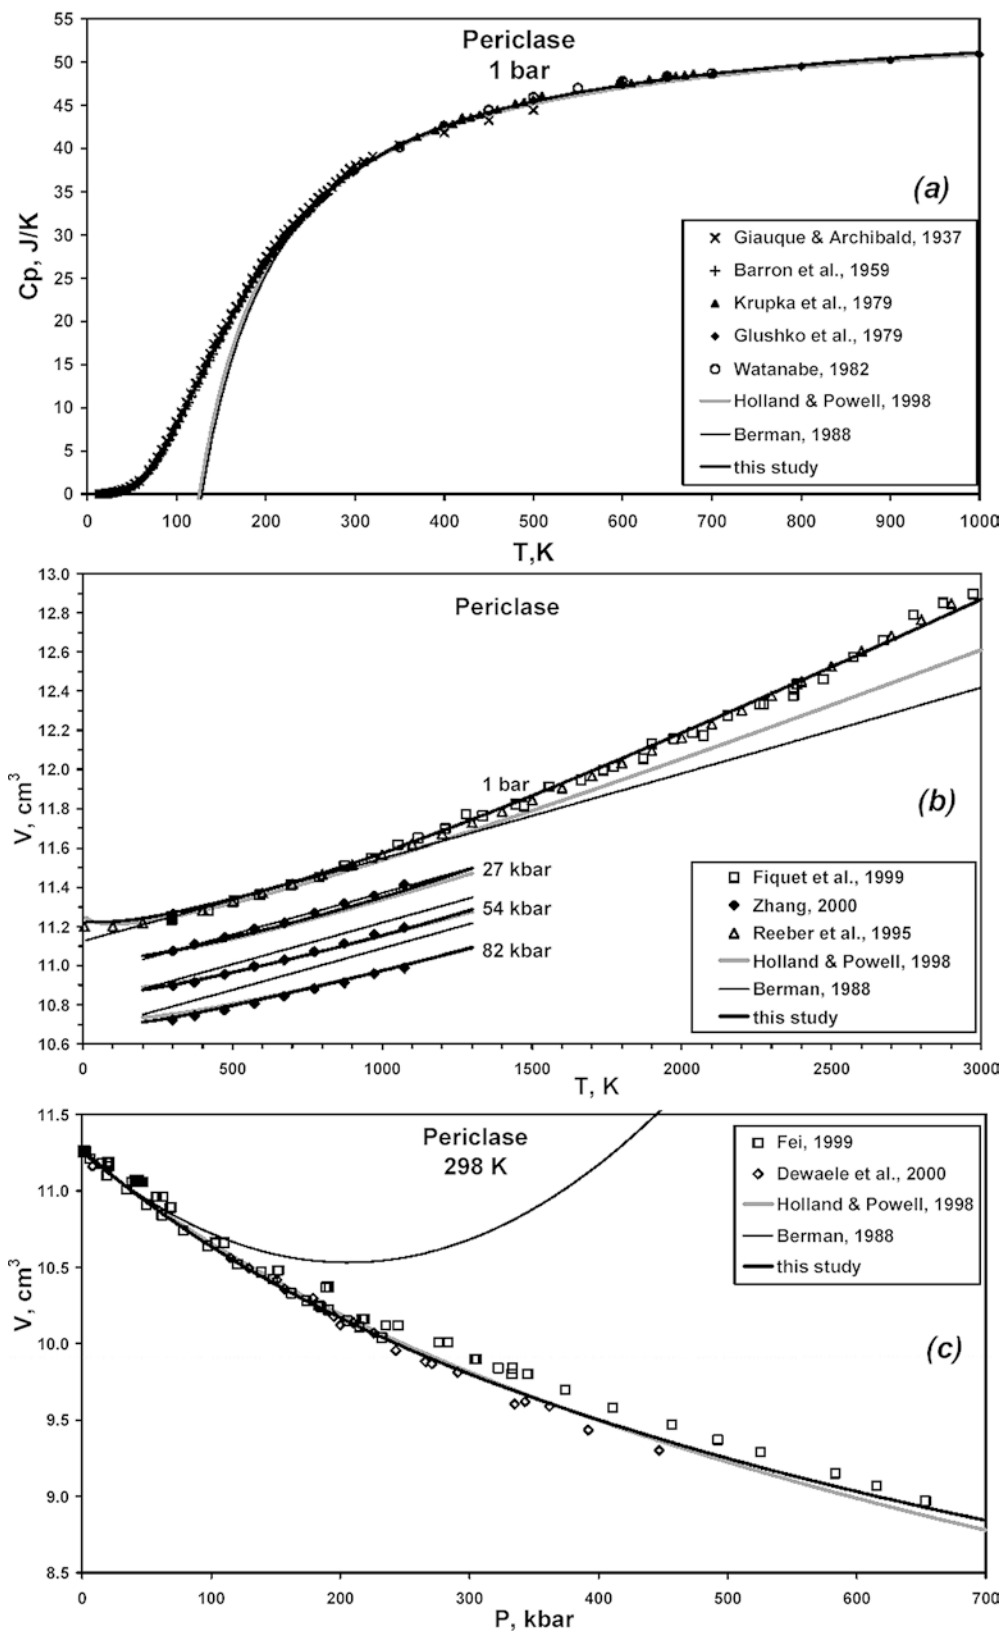 55
50
45
40
35
30
25
20
15
10
5
0
Cp, J/K
Periclase
1 bar
(a)
Giauque & Archibald, 1937
Barron et al., 1959
Krupka et al., 1979
Glushko et al., 1979
Watanabe, 1982
Holland & Powell, 1998
Berman, 1988
this study
0 100 200 300 400 500 600 700 800 900 1000
T,K
13.0
12.8
12.6
12.4
12.2
12.0
11.8
11.6
11.4
11.2
11.0
10.8
10.6
V, cm3
Periclase
1 bar
(b)
27 kbar
54 kbar
82 kbar
Fiquet et al., 1999
Zhang, 2000
Reeber et al., 1995
Holland & Powell, 1998
Berman, 1988
this study
0 500 1000 1500 2000 2500 3000
T, K
11.5
11.0
10.5
10.0
9.5
9.0
8.5
V, cm3
Periclase
298 K
Fei, 1999
Dewaele et al., 2000
Holland & Powell, 1998
Berman, 1988
this study
(c)
0 100 200 300 400 500 600 700
P, kbar